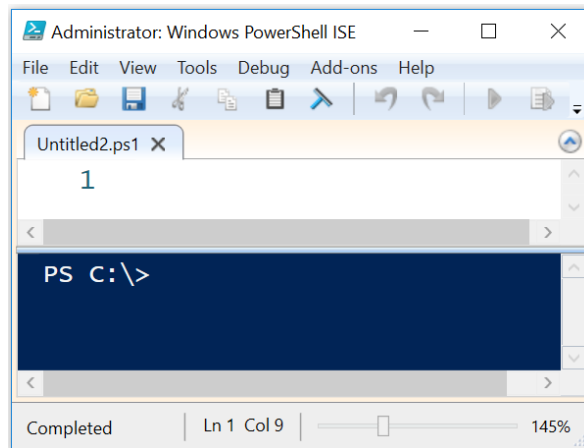 Administrator: Windows PowerShell ISE
File Edit View Tools Debug Add-ons Help
Untitled2.ps1
1
PS C:\>
Completed Ln 1 Col 9 145%